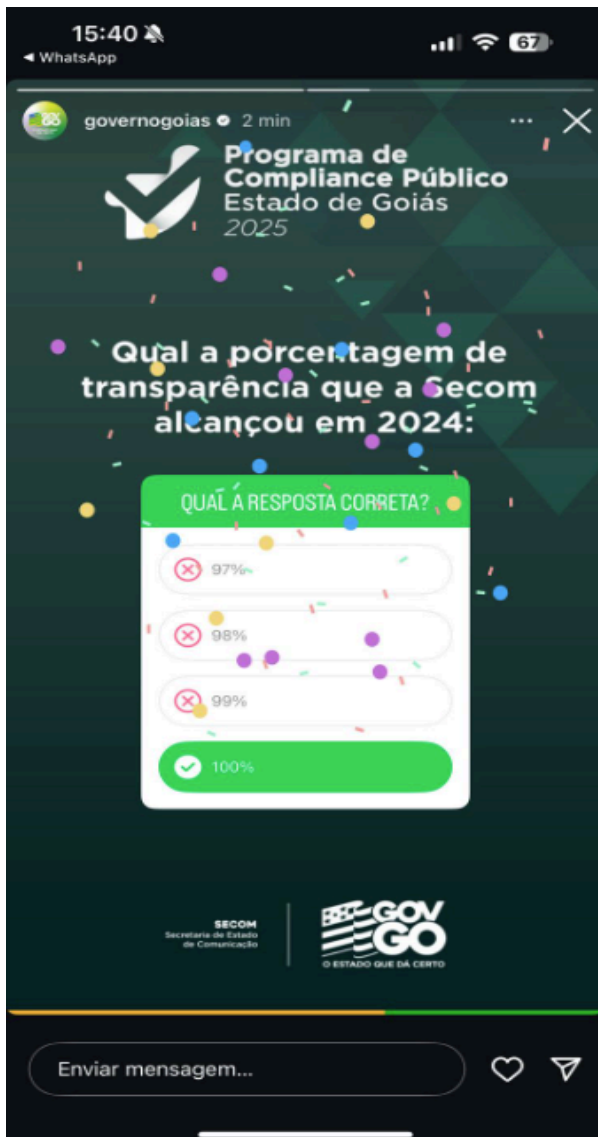 15:40
◄ WhatsApp
67
governogoias 2 min
Programa de
Compliance Público
Estado de Goiás
2025
Qual a porcentagem de
transparência que a Secom
alcançou em 2024:
QUAL A RESPOSTA CORRETA?
97%
98%
99%
100%
SECOM
Secretaria de Estado
de Comunicação
GOV
GO
O ESTADO QUE DÁ CERTO
Enviar mensagem...